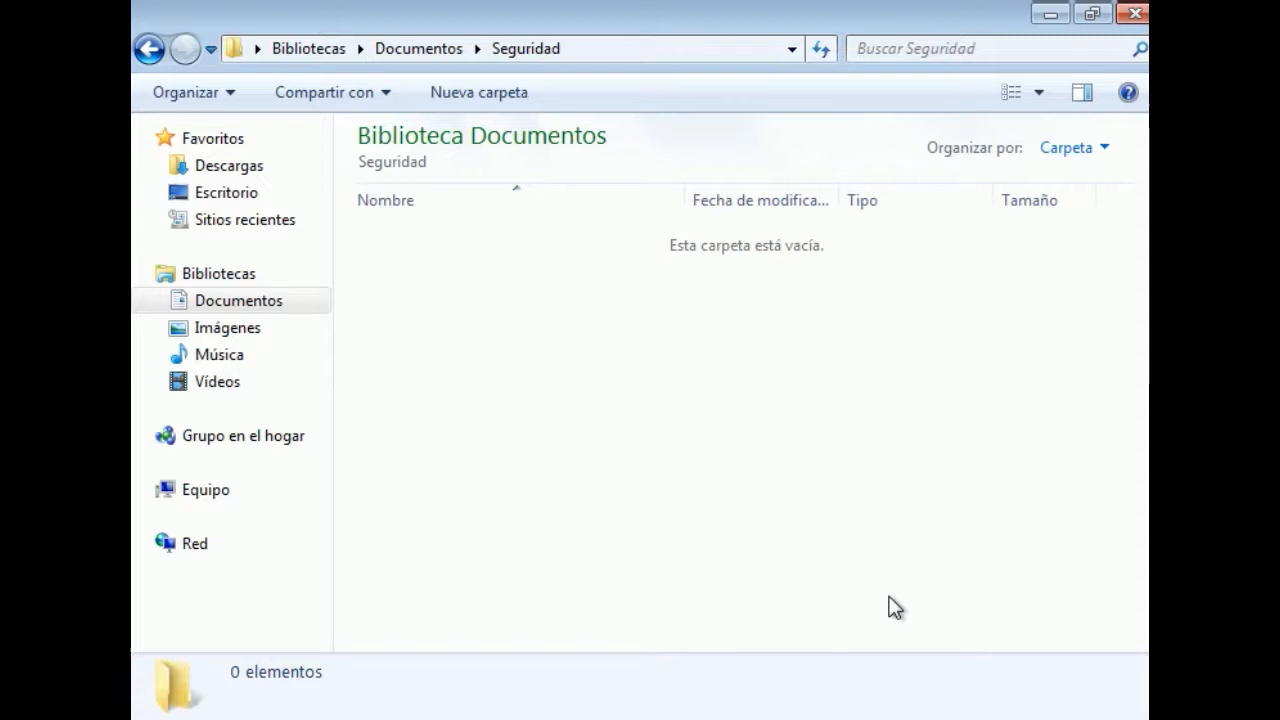 Bibliotecas Documentos Seguridad
Buscar Seguridad
Organizar Compartir con Nueva carpeta
Favoritos
Descargas
Escritorio
Sitios recientes
Bibliotecas
Documentos
Imágenes
Música
Vídeos
Grupo en el hogar
Equipo
Red
Biblioteca Documentos
Seguridad
Organizar por: Carpeta
Nombre Fecha de modifica... Tipo Tamaño
Esta carpeta está vacía.
0 elementos